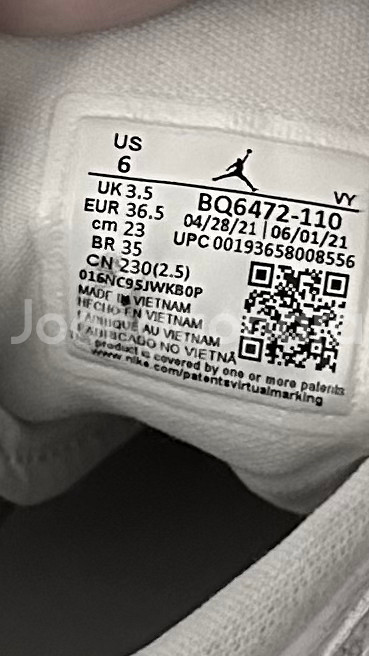 US
6
VY
UK 3.5
BQ6472-110
EUR 36.5
04/28/21 | 06/01/21
cm 23
UPC 00193658008556
BR 35
CN 230(2.5)
016NC95JWKB0P
MADE IN VIETNAM
HECHO EN VIETNAM
FABRIQUÉ AU VIETNAM
FABRICADO NO VIETNÃ
This product is covered by one or more patents
www.nike.com/patentsvirtualmarking